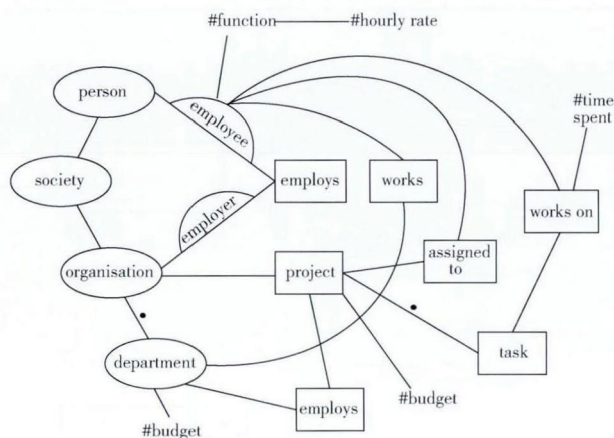 #function
#hourly rate
person
employee
#time
spent
society
employs
works
employer
works on
organisation
project
assigned
to
department
task
#budget
employs
#budget